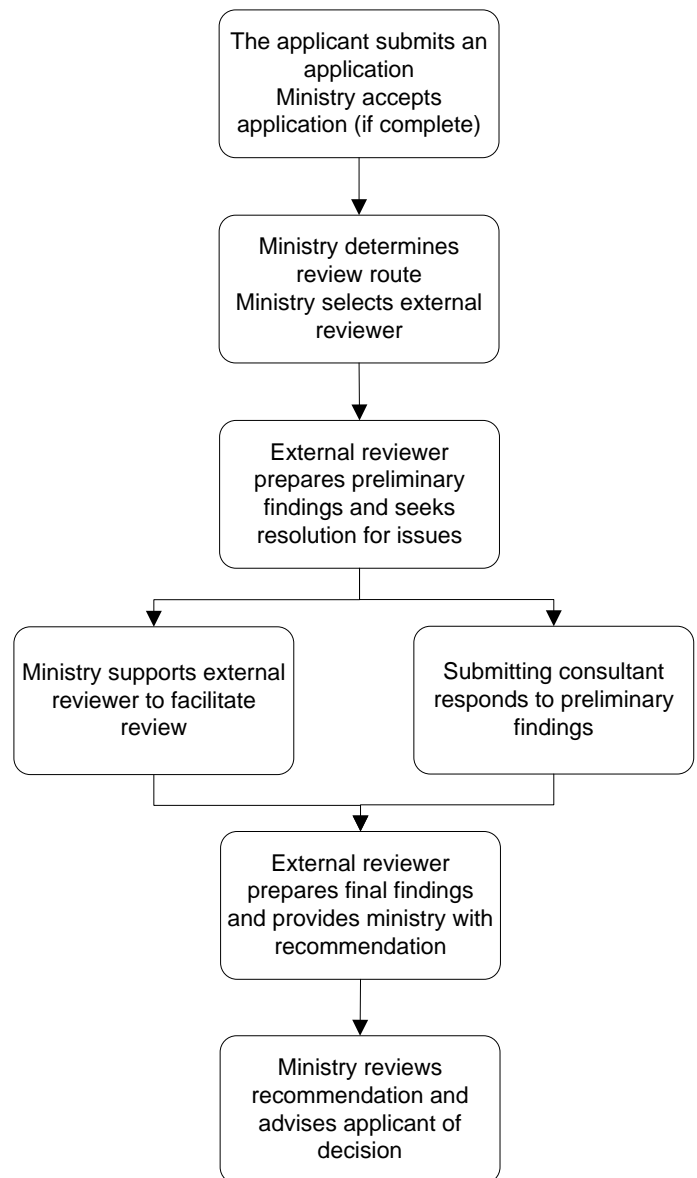 The applicant submits an
application
Ministry accepts
application (if complete)
Ministry determines
review route
Ministry selects external
reviewer
External reviewer
prepares preliminary
findings and seeks
resolution for issues
Ministry supports external
reviewer to facilitate
review
Submitting consultant
responds to preliminary
findings
External reviewer
prepares final findings
and provides ministry with
recommendation
Ministry reviews
recommendation and
advises applicant of
decision